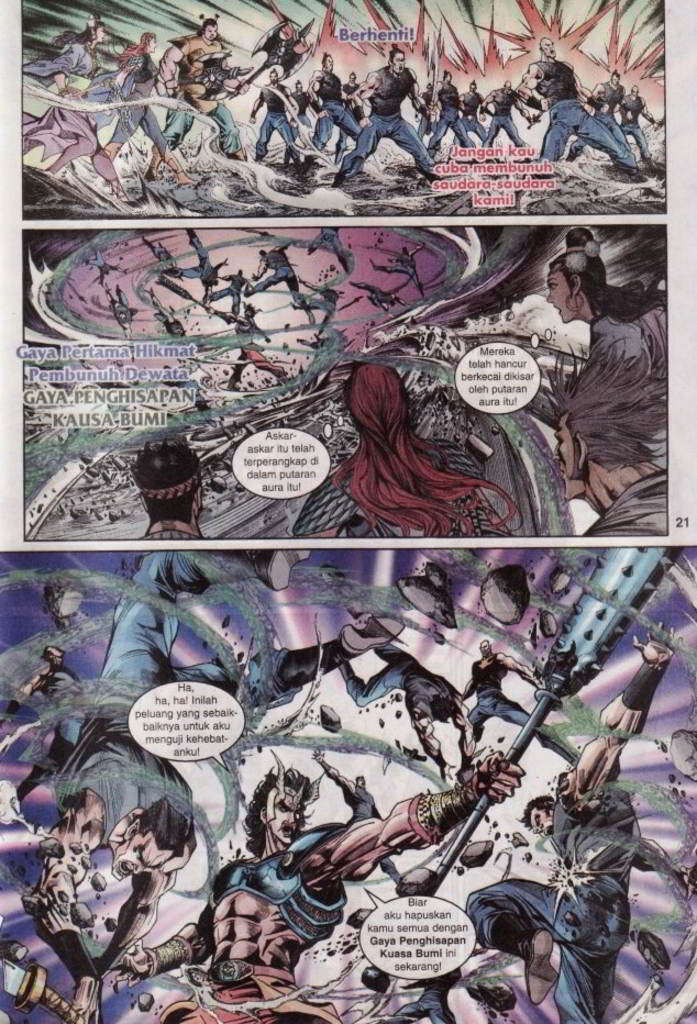 Berhenti!
Jangan kau
cuba membunuh
saudara-saudara
kami!
Gaya Pertama Hikmat
Pembunuh Dewata
GAYA PENGHISAPAN
KAUSA BUMI
Mereka
telah hancur
berkecai dikisar
oleh putaran
aura itu!
Askar-
askar itu telah
terperangkap di
dalam putaran
aura itu!
21
Ha,
ha, ha! Inilah
peluang yang sebaik-
baiknya untuk aku
menguji kehebat-
anku!
Biar
aku hapuskan
kamu semua dengan
Gaya Penghisapan
Kuasa Bumi ini
sekarang!